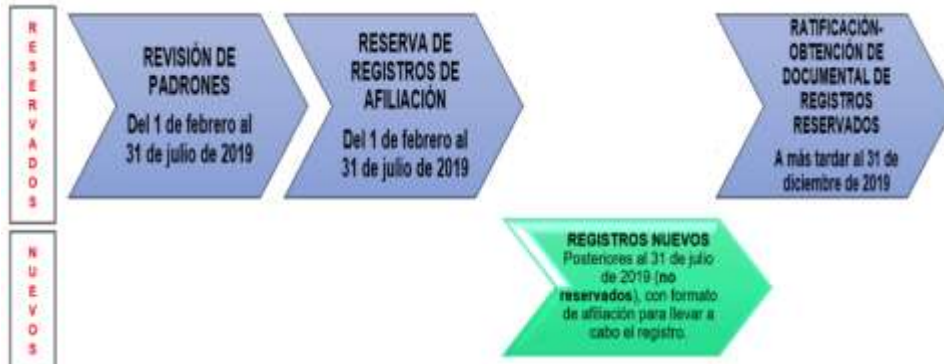 RESERVADOS
REVISIÓN DE
PADRONES
Del 1 de febrero al
31 de julio de 2019
RESERVA DE
REGISTROS DE
AFILIACIÓN
Del 1 de febrero al
31 de julio de 2019
RATIFICACIÓN-
OBTENCIÓN DE
DOCUMENTAL DE
REGISTROS
RESERVADOS
A más tardar al 31 de
diciembre de 2019
NUEVOS
REGISTROS NUEVOS
Posteriores al 31 de julio
de 2019 (no
reservados), con formato
de afiliación para llevar a
cabo el registro.